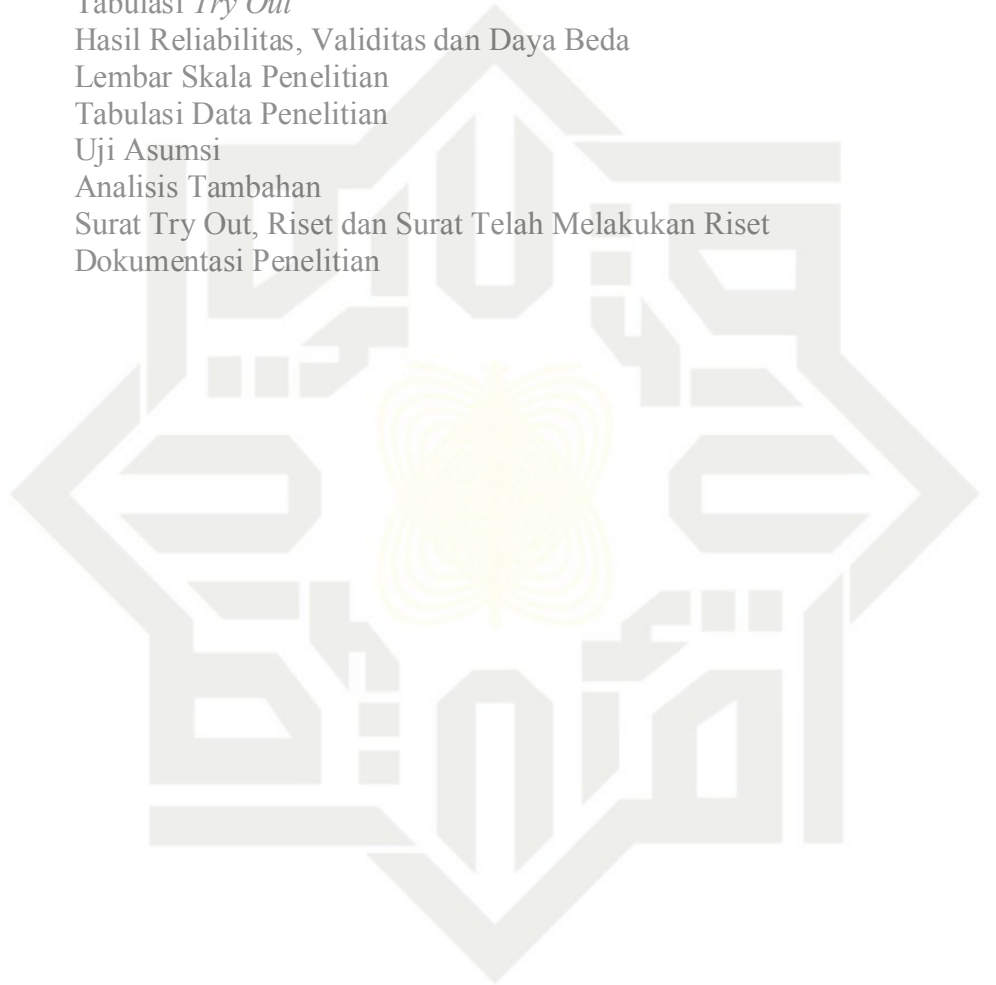 Tabulasi Try Out
Hasil Reliabilitas, Validitas dan Daya Beda
Lembar Skala Penelitian
Tabulasi Data Penelitian
Uji Asumsi
Analisis Tambahan
Surat Try Out, Riset dan Surat Telah Melakukan Riset
Dokumentasi Penelitian